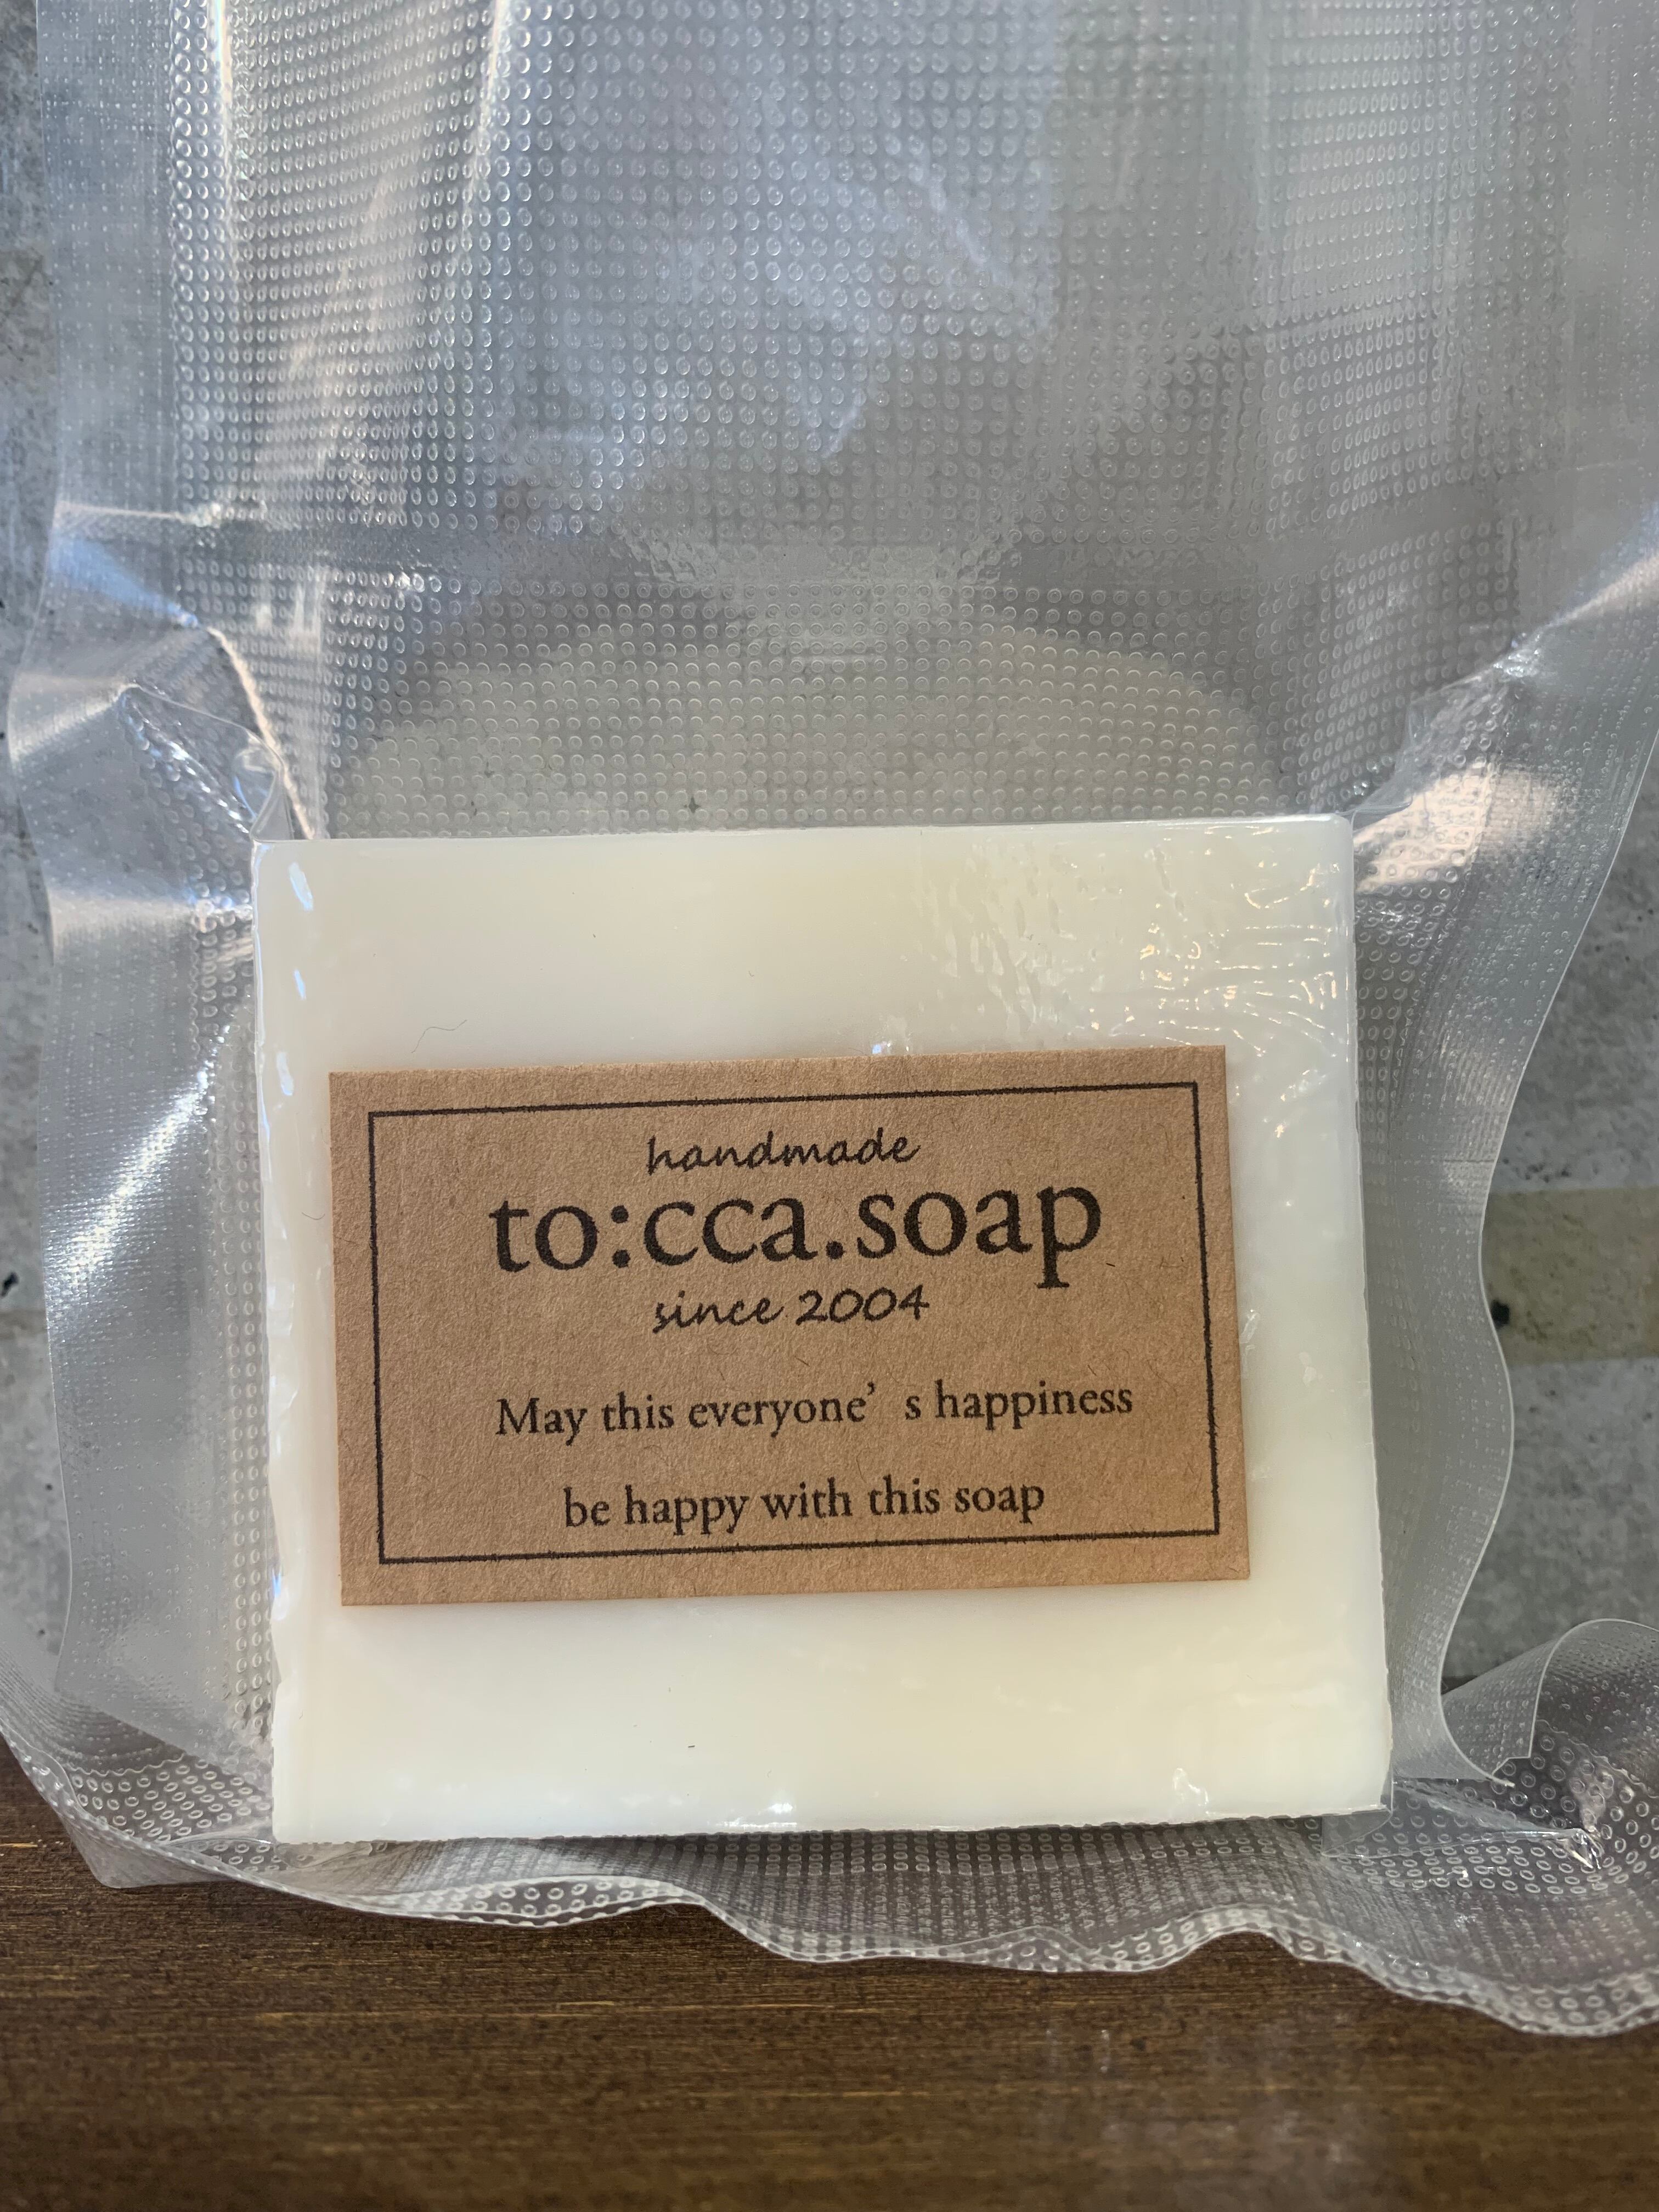 handmade
to:cca.soap
since 2004
May this everyone’ s happiness
be happy with this soap